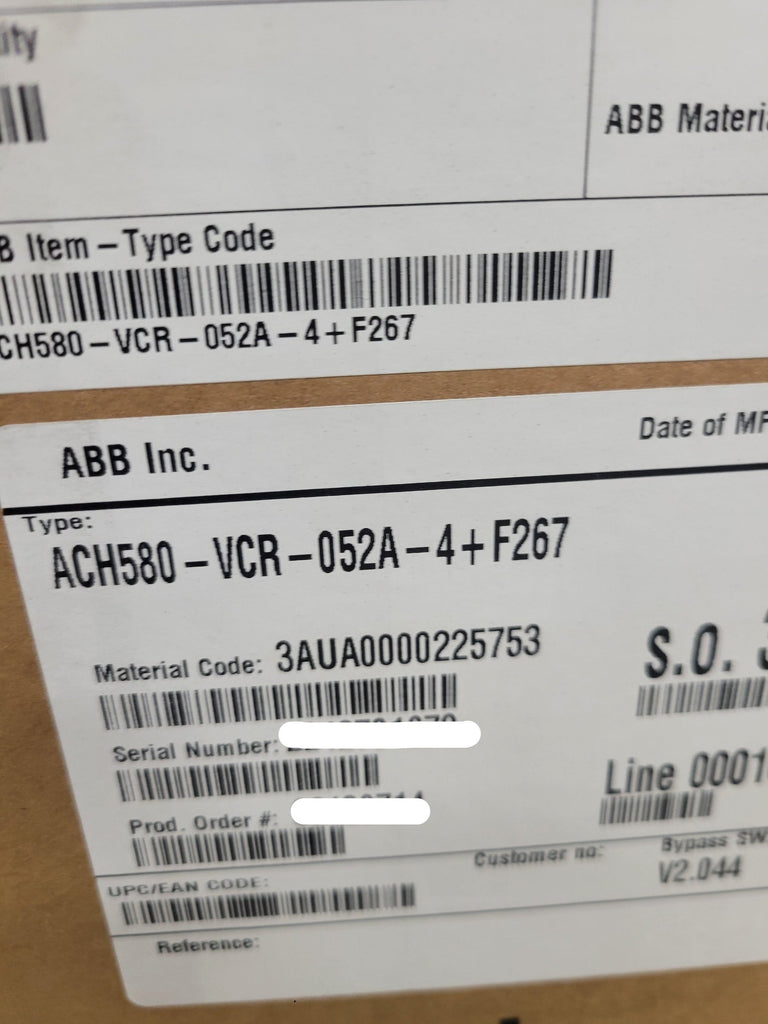 ity
ABB Materi
B Item - Type Code
CH580 - VCR - 052A - 4 + F267
ABB Inc.
Date of MF
Type:
ACH580 - VCR - 052A - 4 + F267
Material Code: 3AUA0000225753
S.O. 3
Serial Number:
Line 0001
Prod. Order #:
Customer no:
Bypass SW
V2.044
UPC/EAN CODE:
Reference: